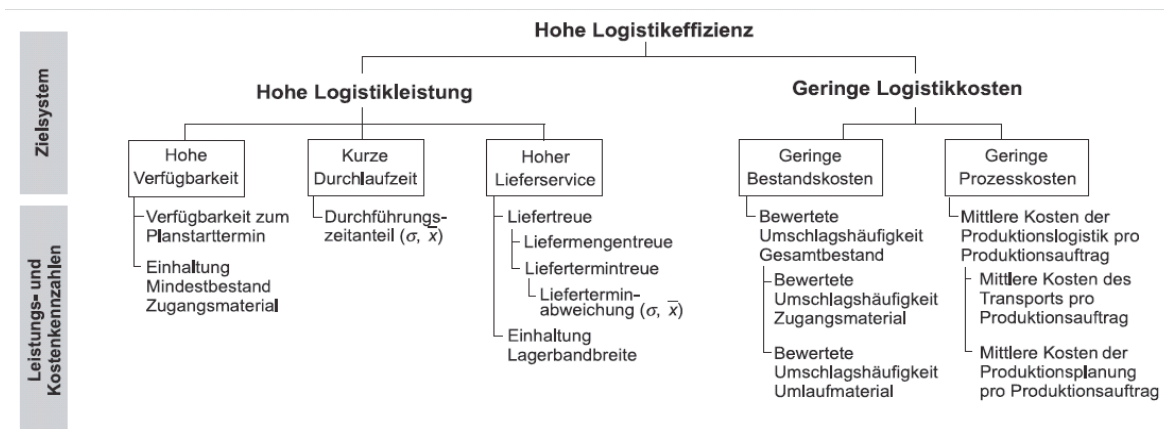 Hohe Logistikeffizienz
Zielsystem
Hohe Logistikleistung
Geringe Logistikkosten
Hohe
Verfügbarkeit
Kurze
Durchlaufzeit
Hoher
Lieferservice
Geringe
Bestandskosten
Geringe
Prozesskosten
Leistungs- und
Kostenkennzahlen
Verfügbarkeit zum
Planstarttermin
Einhaltung
Mindestbestand
Zugangsmaterial
Durchführungs-
zeitanteil (σ, x̅)
Liefertreue
Liefermengentreue
Liefertermintreue
Liefertermin-
abweichung (σ, x̅)
Einhaltung
Lagerbandbreite
Bewertete
Umschlagshäufigkeit
Gesamtbestand
Bewertete
Umschlagshäufigkeit
Zugangsmaterial
Bewertete
Umschlagshäufigkeit
Umlaufmaterial
Mittlere Kosten der
Produktionslogistik pro
Produktionsauftrag
Mittlere Kosten des
Transports pro
Produktionsauftrag
Mittlere Kosten der
Produktionsplanung
pro Produktionsauftrag